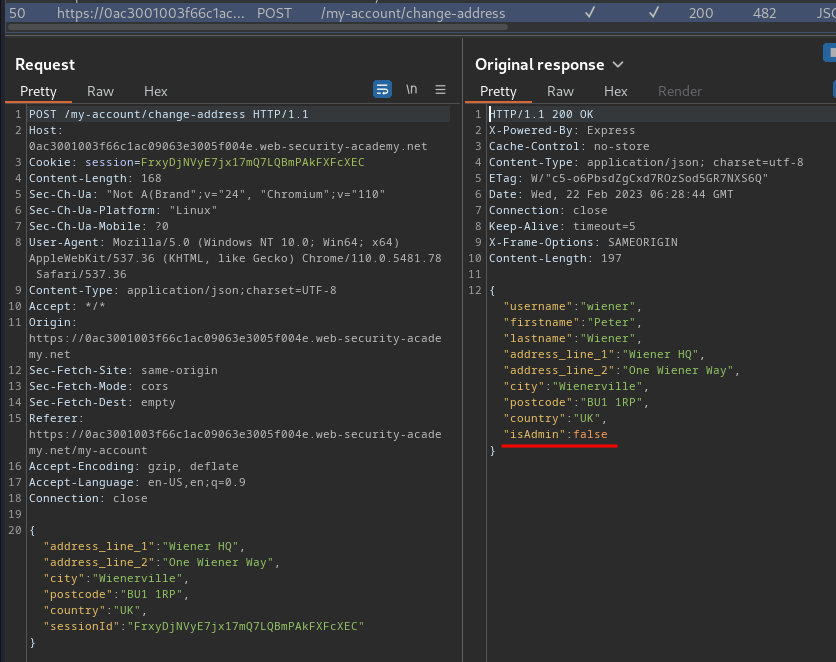 50 https://0ac3001003f66c1ac... POST /my-account/change-address ✓ ✓ 200 482 JS
Request
Pretty Raw Hex \n
1 POST /my-account/change-address HTTP/1.1
2 Host:
0ac3001003f66c1ac09063e3005f004e.web-security-academy.net
3 Cookie: session=FrxyDjNVyE7jx17mQ7LQBmPAkFXFcXEC
4 Content-Length: 168
5 Sec-Ch-Ua: "Not A(Brand";v="24", "Chromium";v="110"
6 Sec-Ch-Ua-Platform: "Linux"
7 Sec-Ch-Ua-Mobile: ?0
8 User-Agent: Mozilla/5.0 (Windows NT 10.0; Win64; x64)
AppleWebKit/537.36 (KHTML, like Gecko) Chrome/110.0.5481.78
Safari/537.36
9 Content-Type: application/json;charset=UTF-8
10 Accept: */*
11 Origin:
https://0ac3001003f66c1ac09063e3005f004e.web-security-acade
my.net
12 Sec-Fetch-Site: same-origin
13 Sec-Fetch-Mode: cors
14 Sec-Fetch-Dest: empty
15 Referer:
https://0ac3001003f66c1ac09063e3005f004e.web-security-acade
my.net/my-account
16 Accept-Encoding: gzip, deflate
17 Accept-Language: en-US,en;q=0.9
18 Connection: close
19
20 {
"address_line_1":"Wiener HQ",
"address_line_2":"One Wiener Way",
"city":"Wienerville",
"postcode":"BU1 1RP",
"country":"UK",
"sessionId":"FrxyDjNVyE7jx17mQ7LQBmPAkFXFcXEC"
}
Original response
Pretty Raw Hex Render
1 HTTP/1.1 200 OK
2 X-Powered-By: Express
3 Cache-Control: no-store
4 Content-Type: application/json; charset=utf-8
5 ETag: W/"c5-o6PbsdZgCxd7ROzSod5GR7NXS6Q"
6 Date: Wed, 22 Feb 2023 06:28:44 GMT
7 Connection: close
8 Keep-Alive: timeout=5
9 X-Frame-Options: SAMEORIGIN
10 Content-Length: 197
11
12 {
"username":"wiener",
"firstname":"Peter",
"lastname":"Wiener",
"address_line_1":"Wiener HQ",
"address_line_2":"One Wiener Way",
"city":"Wienerville",
"postcode":"BU1 1RP",
"country":"UK",
"isAdmin":false
}